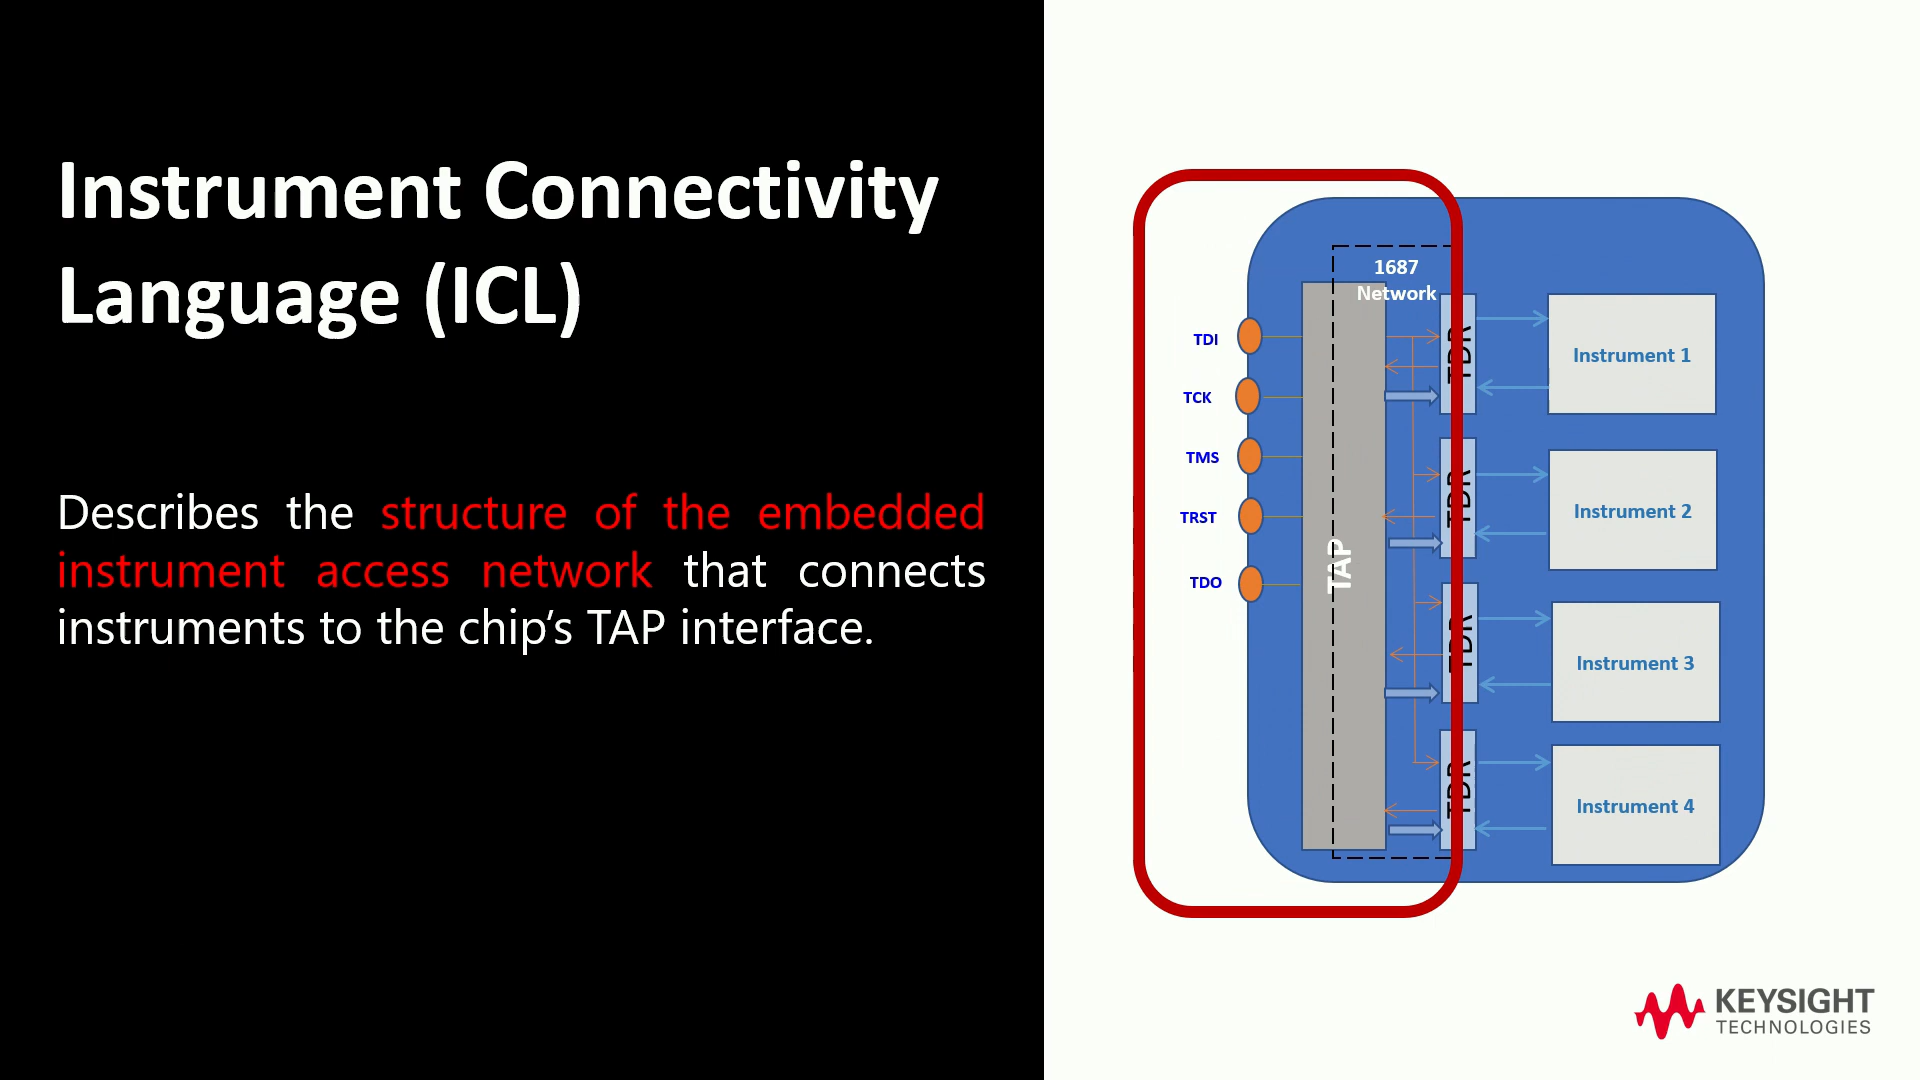 Instrument Connectivity
Language (ICL)
Describes the structure of the embedded
instrument access network that connects
instruments to the chip’s TAP interface.
1687
Network
TDI
TCK
TMS
TRST
TDO
TAP
TDR
TDR
TDR
TDR
Instrument 1
Instrument 2
Instrument 3
Instrument 4
KEYSIGHT
TECHNOLOGIES